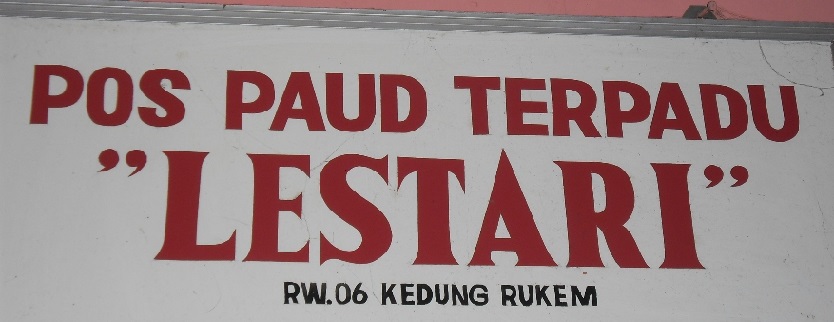 POS PAUD TERPADU
"LESTARI"
RW.06 KEDUNG RUKEM